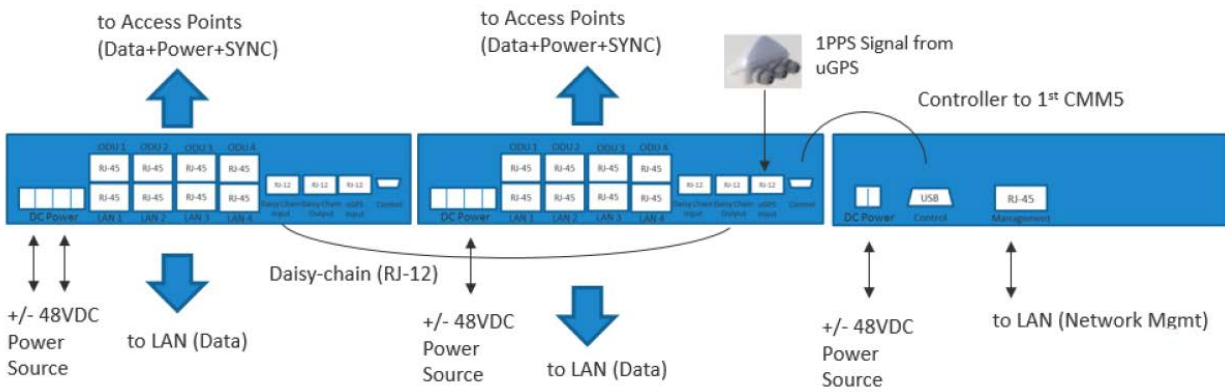 to Access Points
(Data+Power+SYNC)
to Access Points
(Data+Power+SYNC)
1PPS Signal from
uGPS
Controller to 1st CMM5
ODU 1 ODU 2 ODU 3 ODU 4
RJ-45 RJ-45 RJ-45 RJ-45
RJ-45 RJ-45 RJ-45 RJ-45
LAN 1 LAN 2 LAN 3 LAN 4
DC Power
RJ-12 RJ-12 RJ-12
Daisy Chain
Input
Daisy Chain
Output
uGPS
Input
Control
ODU 1 ODU 2 ODU 3 ODU 4
RJ-45 RJ-45 RJ-45 RJ-45
RJ-45 RJ-45 RJ-45 RJ-45
LAN 1 LAN 2 LAN 3 LAN 4
DC Power
RJ-12 RJ-12 RJ-12
Daisy Chain
Input
Daisy Chain
Output
uGPS
Input
Control
DC Power
USB
Control
RJ-45
Management
Daisy-chain (RJ-12)
+/- 48VDC
Power
Source
to LAN (Data)
+/- 48VDC
Power
Source
to LAN (Data)
+/- 48VDC
Power
Source
to LAN (Network Mgmt)